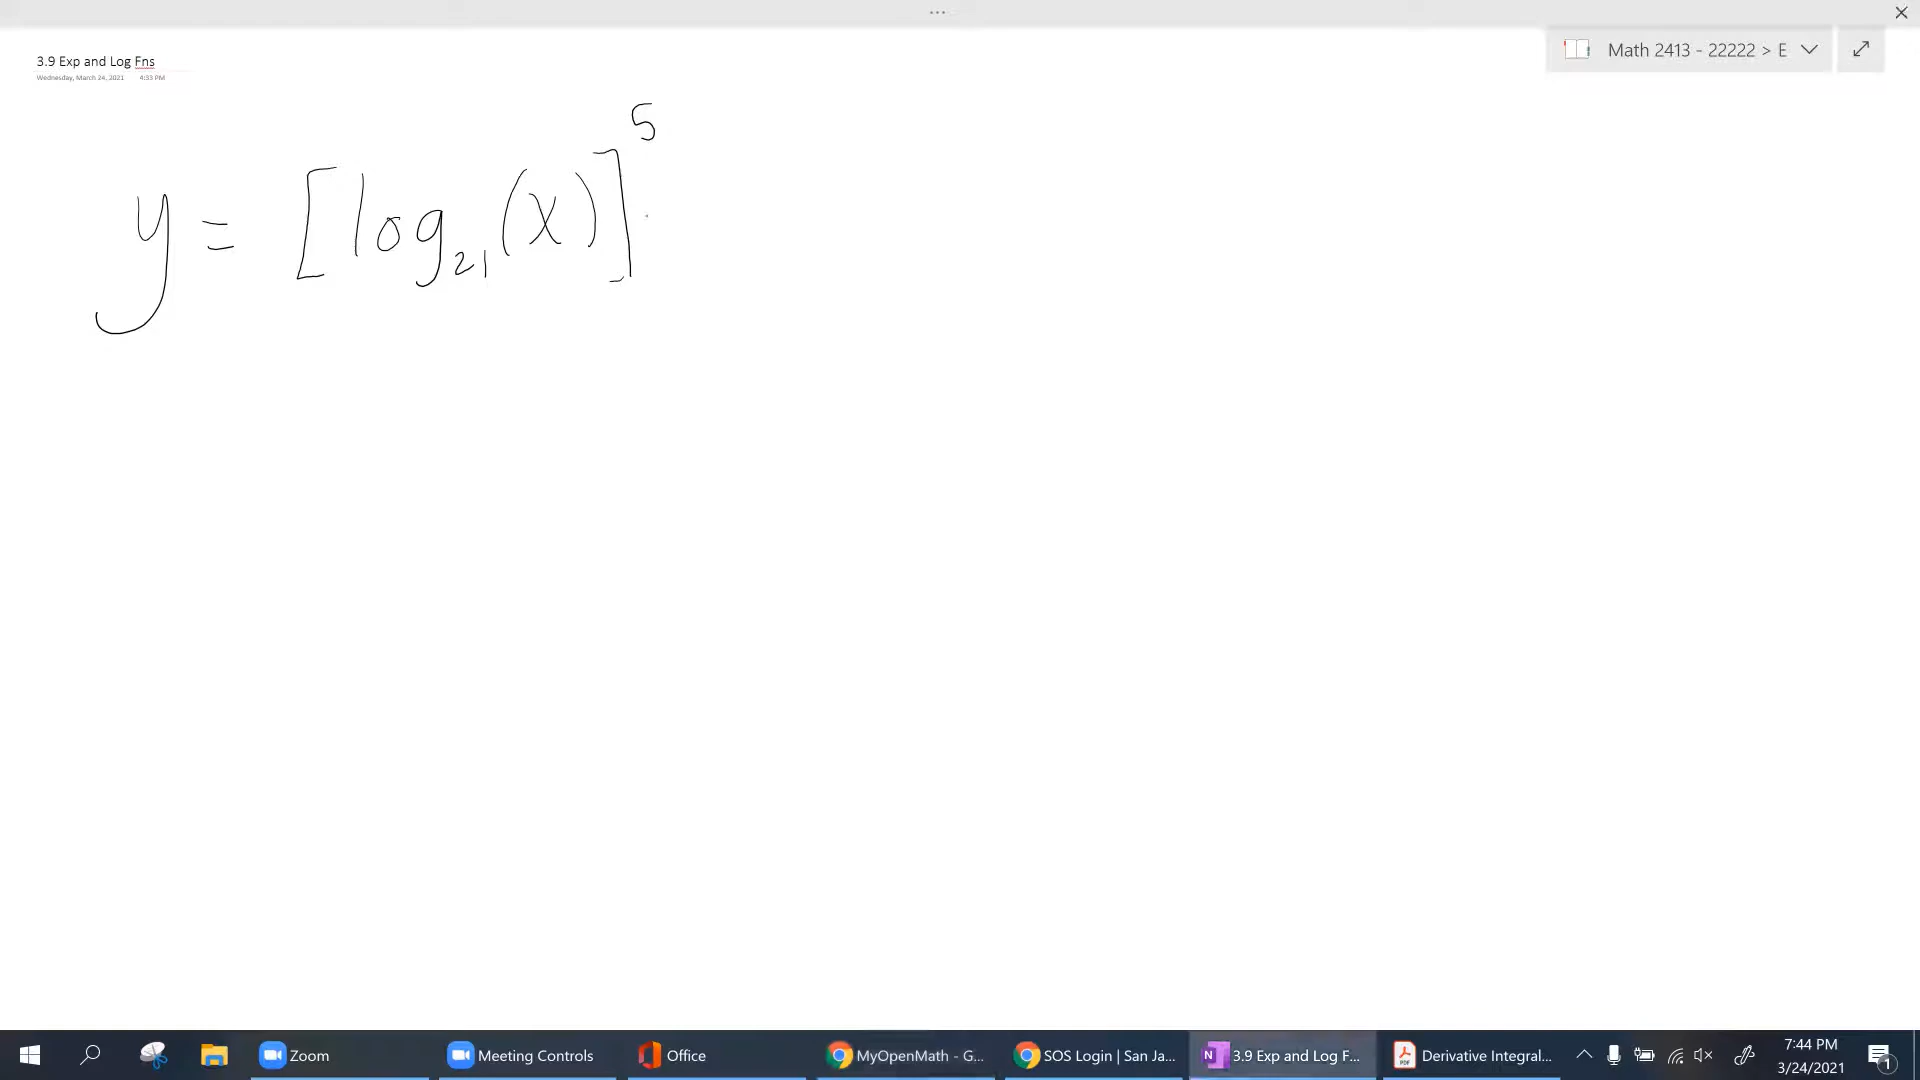 Math 2413 - 22222 > E
3.9 Exp and Log Fns
Wednesday, March 24, 2021 4:33 PM
y = [log₂₁(x)]⁵
Zoom
Meeting Controls
Office
MyOpenMath - G...
SOS Login | San Ja...
3.9 Exp and Log F...
Derivative Integral...
7:44 PM
3/24/2021
1